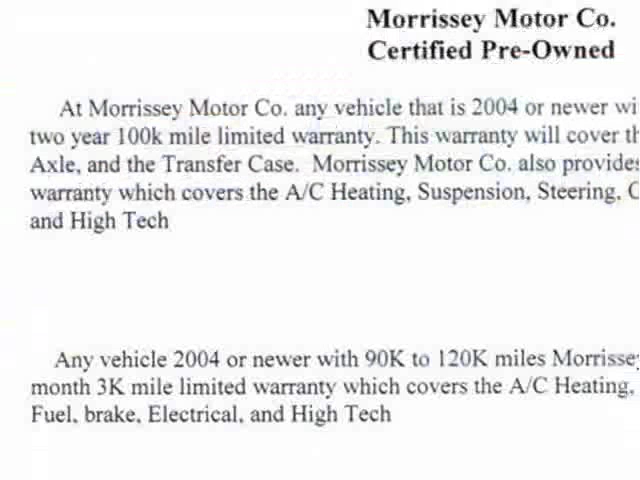 Morrissey Motor Co.
Certified Pre-Owned
At Morrissey Motor Co. any vehicle that is 2004 or newer
two year 100k mile limited warranty. This warranty will cover
Axle, and the Transfer Case. Morrissey Motor Co. also provides
warranty which covers the A/C Heating, Suspension, Steering,
and High Tech
Any vehicle 2004 or newer with 90K to 120K miles Morrissey
month 3K mile limited warranty which covers the A/C Heating,
Fuel, brake, Electrical, and High Tech